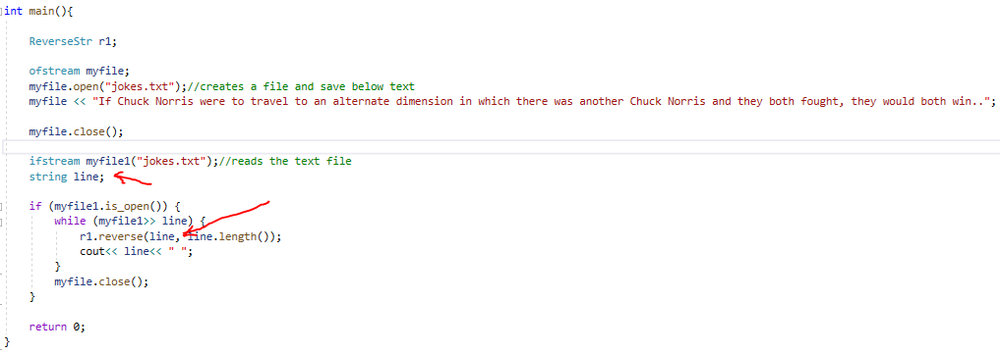 int main(){
ReverseStr r1;
ofstream myfile;
myfile.open("jokes.txt");//creates a file and save below text
myfile << "If Chuck Norris were to travel to an alternate dimension in which there was another Chuck Norris and they both fought, they would both win..";
myfile.close();
ifstream myfile1("jokes.txt");//reads the text file
string line;
if (myfile1.is_open()) {
while (myfile1>> line) {
r1.reverse(line, line.length());
cout<< line<< " ";
}
myfile.close();
}
return 0;
}